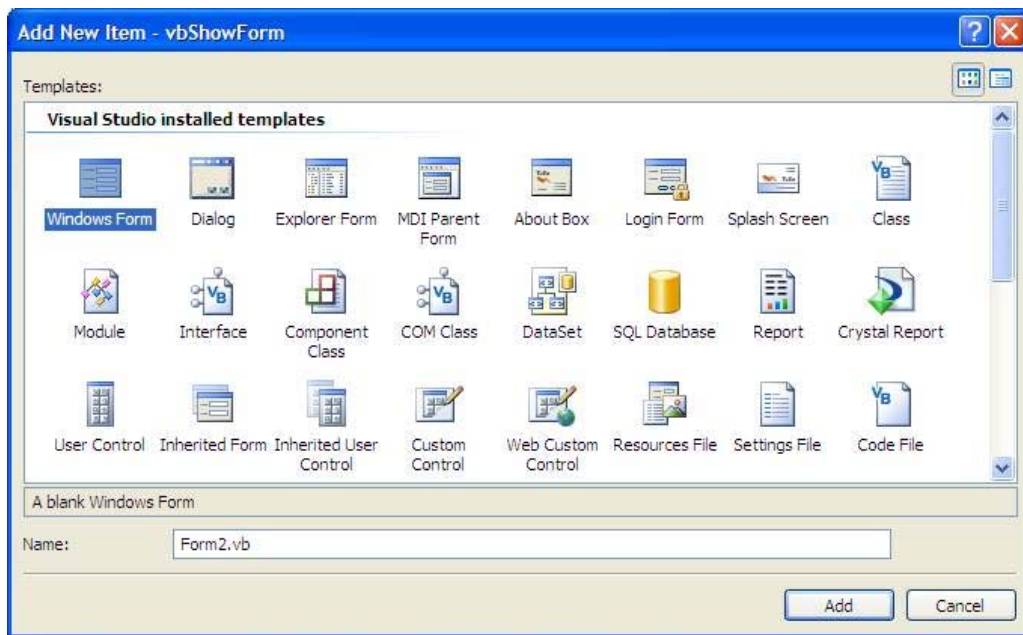 Add New Item - vbShowForm
Templates:
Visual Studio installed templates
Windows Form Dialog Explorer Form MDI Parent Form About Box Login Form Splash Screen Class
Module Interface Component Class COM Class DataSet SQL Database Report Crystal Report
User Control Inherited Form Inherited User Control Custom Control Web Custom Control Resources File Settings File Code File
A blank Windows Form
Name: Form2.vb
Add Cancel